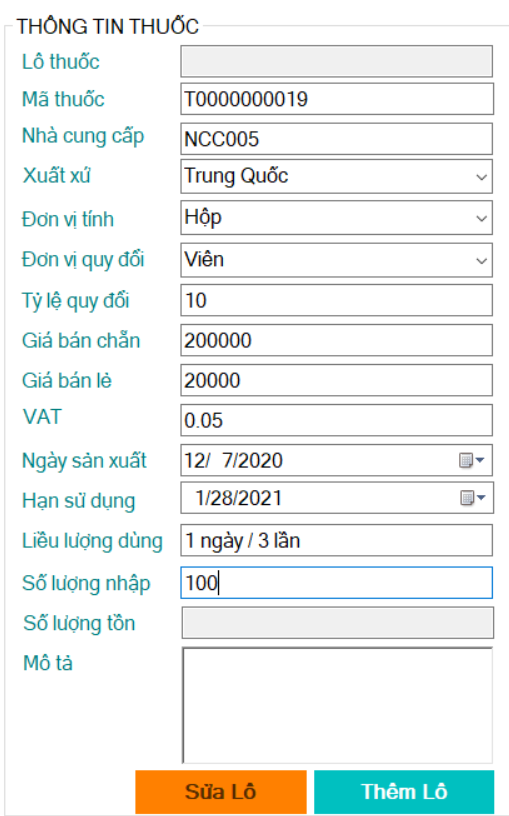 THÔNG TIN THUỐC
Lô thuốc
Mã thuốc T0000000019
Nhà cung cấp NCC005
Xuất xứ Trung Quốc
Đơn vị tính Hộp
Đơn vị quy đổi Viên
Tỷ lệ quy đổi 10
Giá bán chẵn 200000
Giá bán lẻ 20000
VAT 0.05
Ngày sản xuất 12/ 7/2020
Hạn sử dụng 1/28/2021
Liều lượng dùng 1 ngày / 3 lần
Số lượng nhập 100
Số lượng tồn
Mô tả
Sửa Lô Thêm Lô